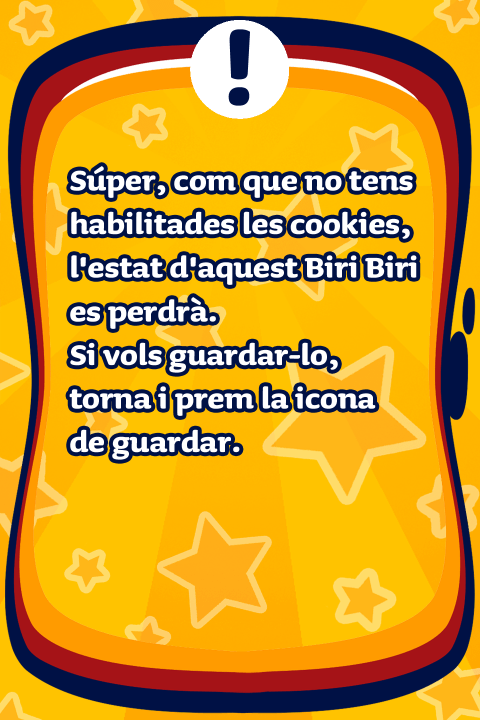 !
Súper, com que no tens
habilitades les cookies,
l'estat d'aquest Biri Biri
es perdrà.
Si vols guardar-lo,
torna i prem la icona
de guardar.